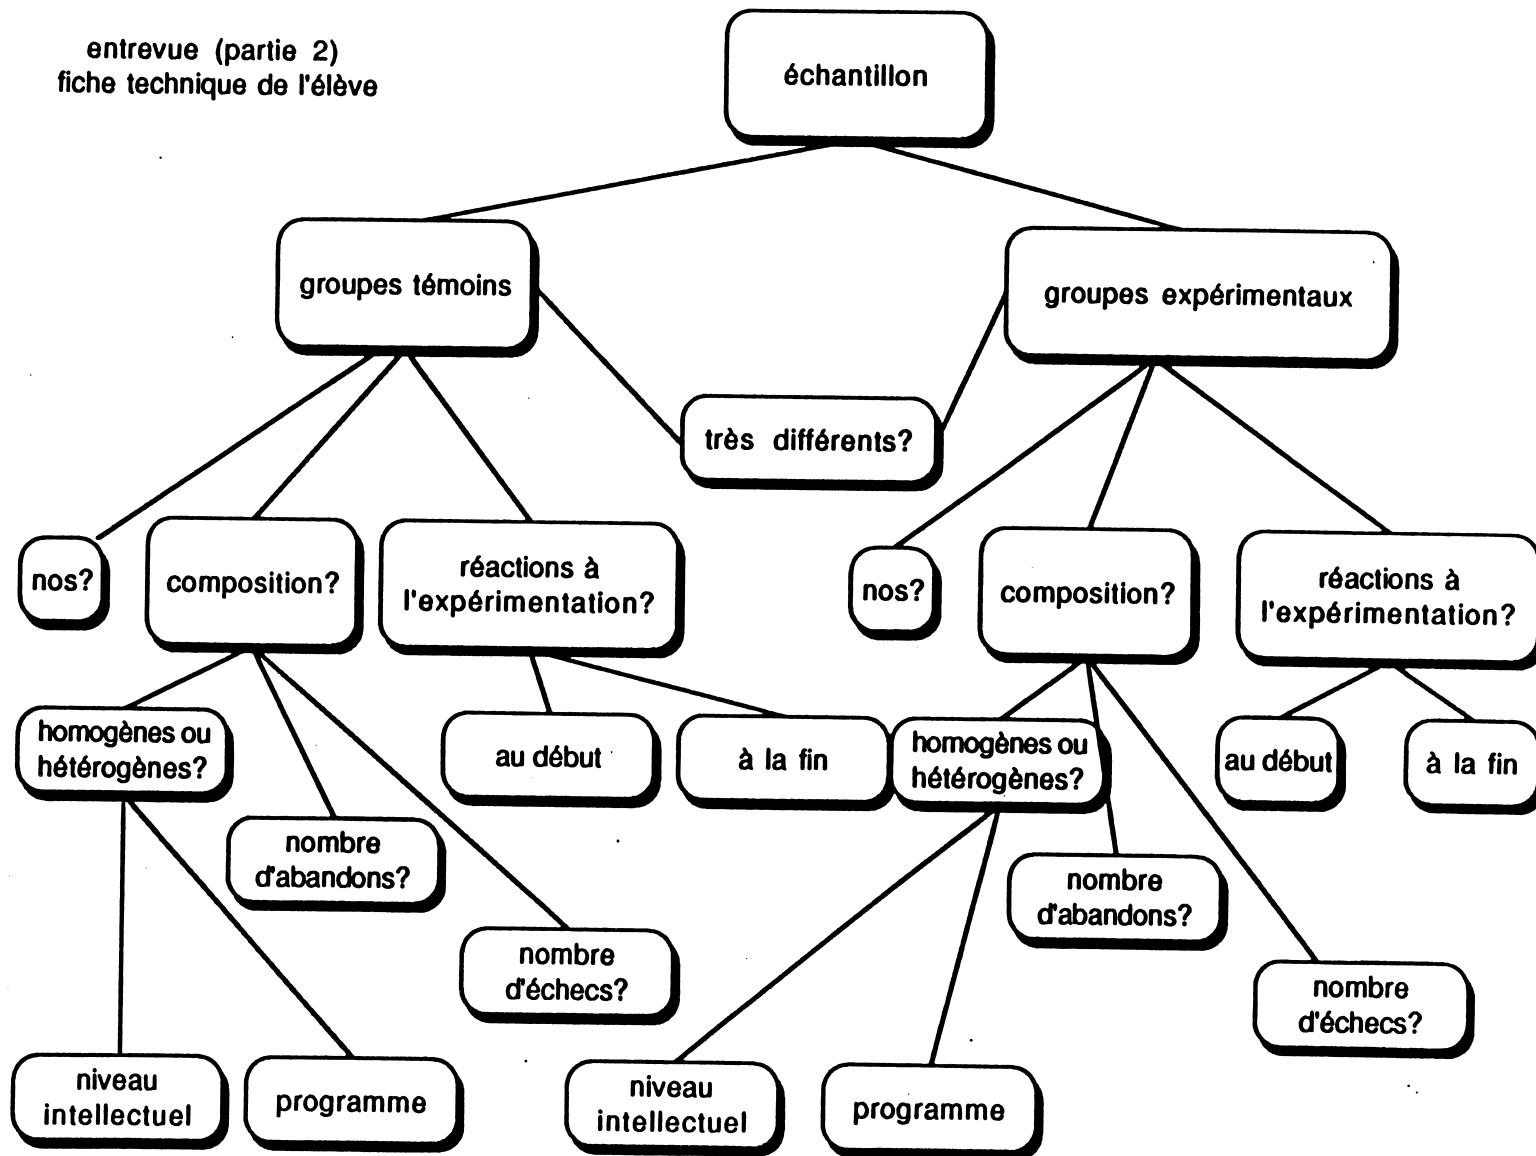 entrevue (partie 2)
fiche technique de l'élève
échantillon
groupes témoins
groupes expérimentaux
très différents?
nos?
composition?
réactions à
l'expérimentation?
nos?
composition?
réactions à
l'expérimentation?
homogènes ou
hétérogènes?
au début
à la fin
homogènes ou
hétérogènes?
au début
à la fin
nombre
d'abandons?
nombre
d'échecs?
nombre
d'abandons?
nombre
d'échecs?
niveau
intellectuel
programme
niveau
intellectuel
programme